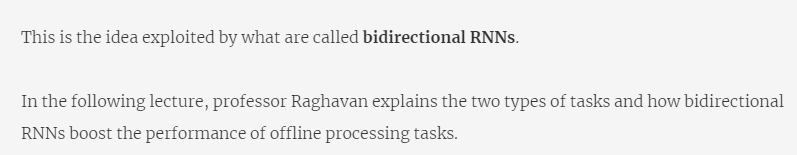 This is the idea exploited by what are called bidirectional RNNs.
In the following lecture, professor Raghavan explains the two types of tasks and how bidirectional
RNNs boost the performance of offline processing tasks.